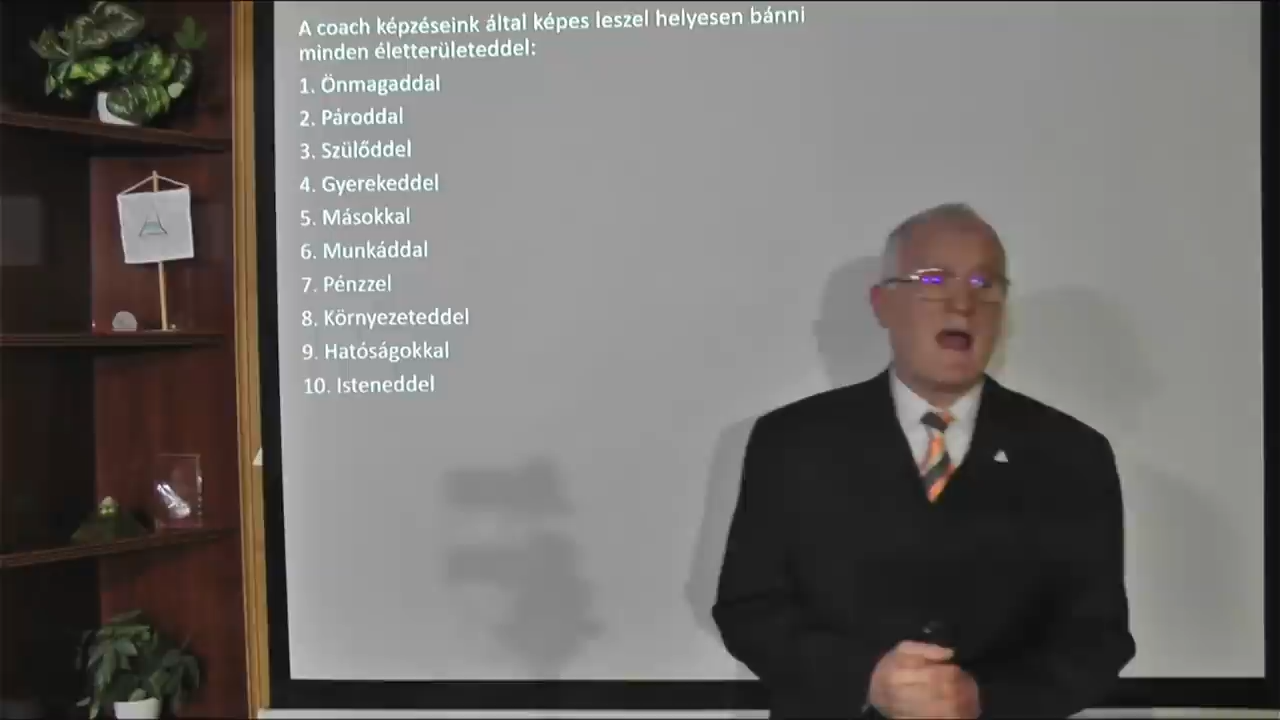 A coach képzéseink által képes leszel helyesen bánni
minden életterületeddel:
1. Önmagaddal
2. Pároddal
3. Szülőddel
4. Gyerekeddel
5. Másokkal
6. Munkáddal
7. Pénzzel
8. Környezeteddel
9. Hatóságokkal
10. Isteneddel